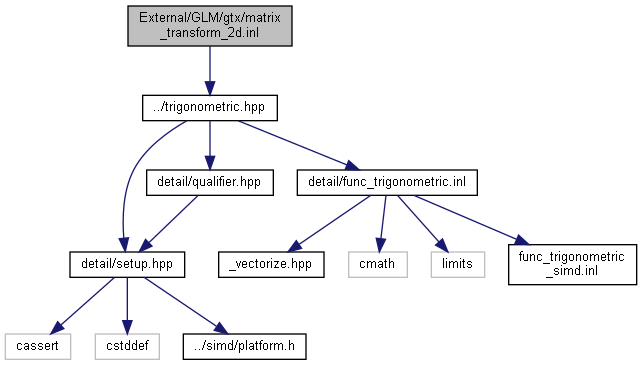 External/GLM/gtx/matrix
_transform_2d.inl
../trigonometric.hpp
detail/qualifier.hpp
detail/func_trigonometric.inl
detail/setup.hpp
_vectorize.hpp
cmath
limits
func_trigonometric
_simd.inl
cassert
cstddef
../simd/platform.h